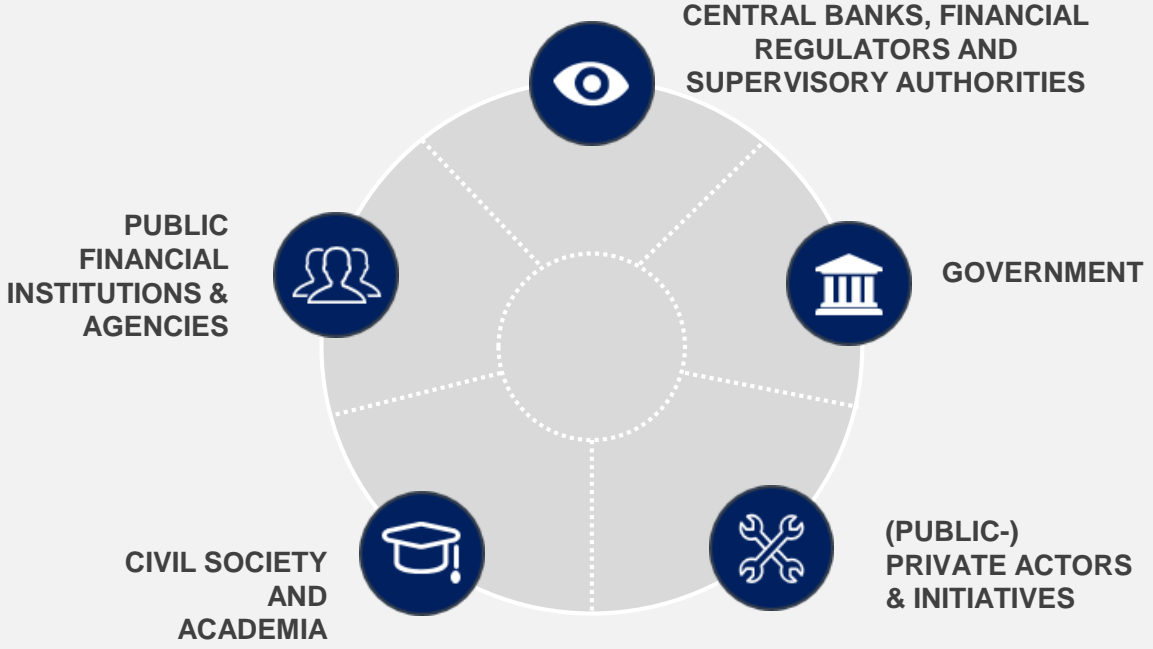 CENTRAL BANKS, FINANCIAL
REGULATORS AND
SUPERVISORY AUTHORITIES
PUBLIC
FINANCIAL
INSTITUTIONS &
AGENCIES
GOVERNMENT
(PUBLIC-)
PRIVATE ACTORS
& INITIATIVES
CIVIL SOCIETY
AND
ACADEMIA